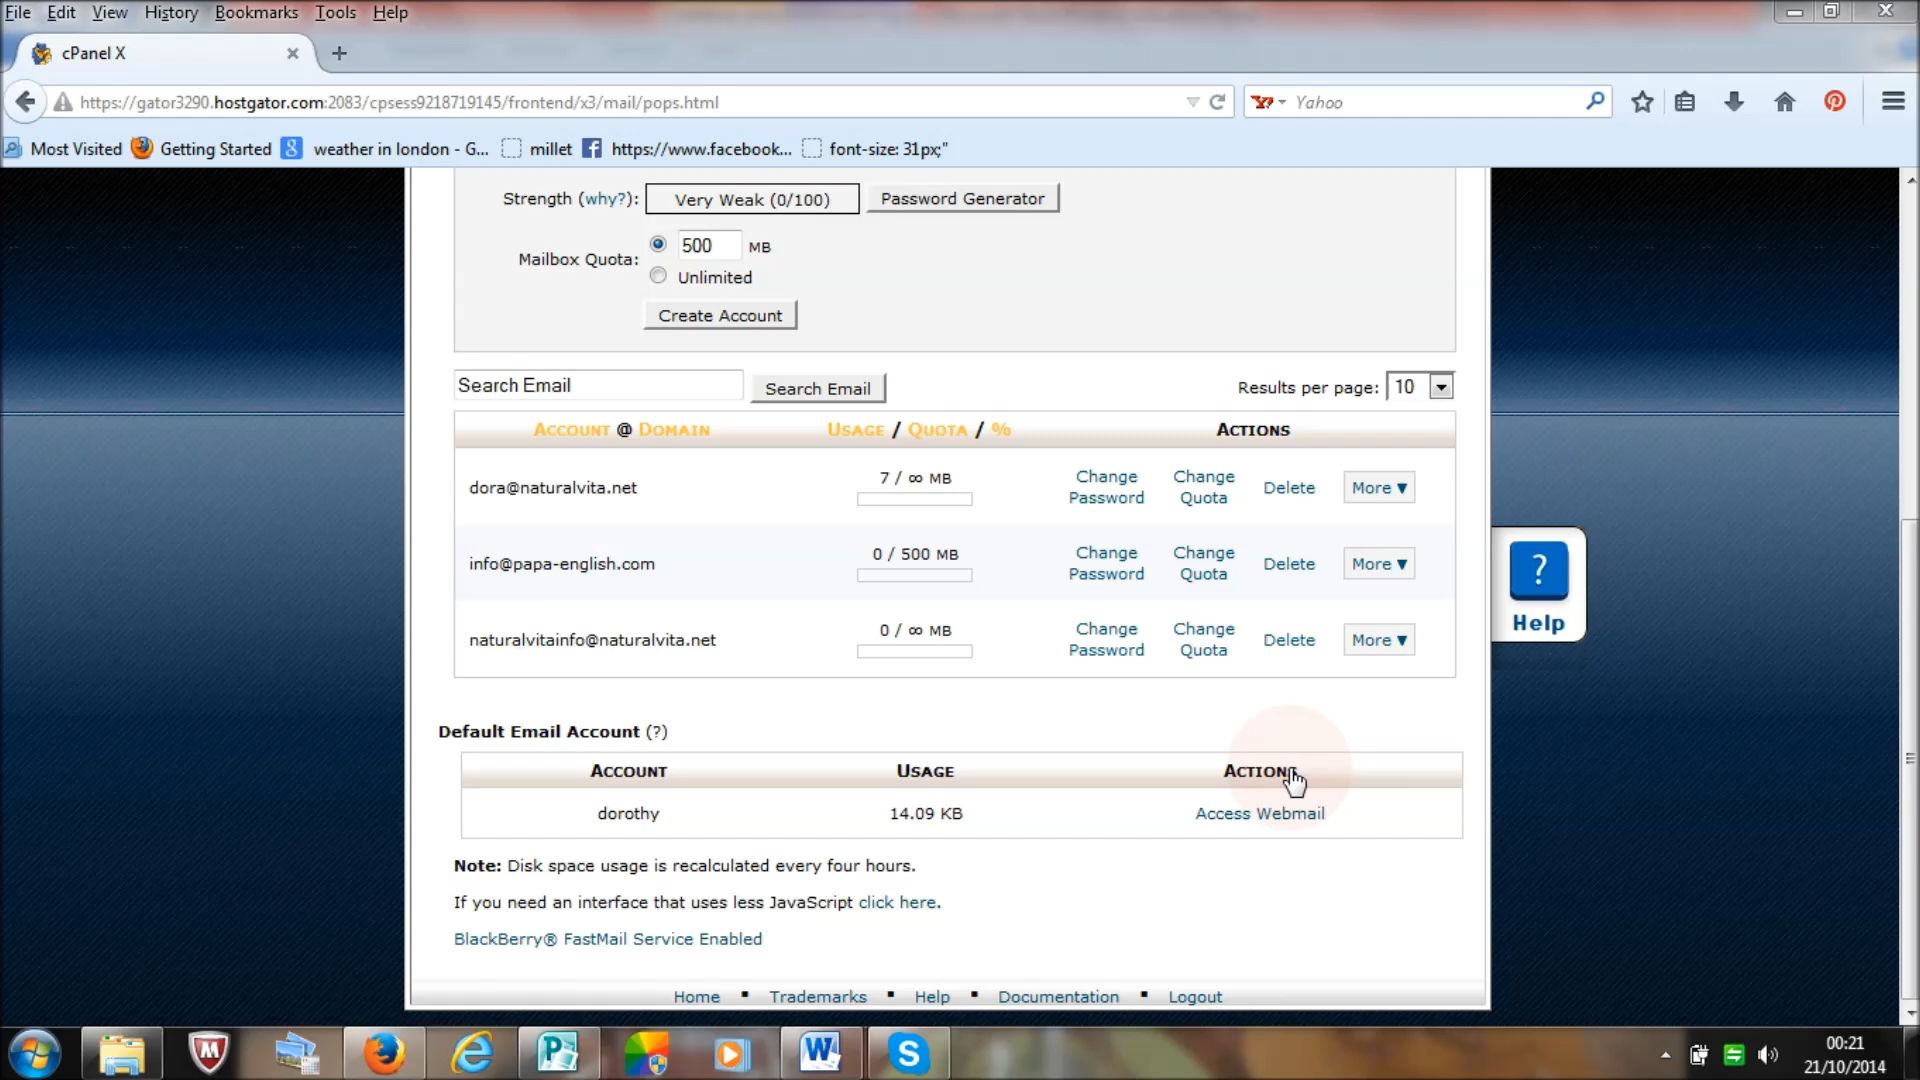 File Edit View History Bookmarks Tools Help
cPanel X
https://gator3290.hostgator.com:2083/cpsess9218719145/frontend/x3/mail/pops.html
Yahoo
Most Visited Getting Started weather in london - G... millet https://www.facebook... font-size: 31px;"
Strength (why?): Very Weak (0/100) Password Generator
Mailbox Quota: 500 MB
Unlimited
Create Account
Search Email Search Email Results per page: 10
ACCOUNT @ DOMAIN USAGE / QUOTA / % ACTIONS
dora@naturalvita.net 7 / ∞ MB Change Password Change Quota Delete More ▼
info@papa-english.com 0 / 500 MB Change Password Change Quota Delete More ▼
naturalvitainfo@naturalvita.net 0 / ∞ MB Change Password Change Quota Delete More ▼
? Help
Default Email Account (?)
ACCOUNT USAGE ACTIONS
dorothy 14.09 KB Access Webmail
Note: Disk space usage is recalculated every four hours.
If you need an interface that uses less JavaScript click here.
BlackBerry® FastMail Service Enabled
Home ▪ Trademarks ▪ Help ▪ Documentation ▪ Logout
00:21
21/10/2014